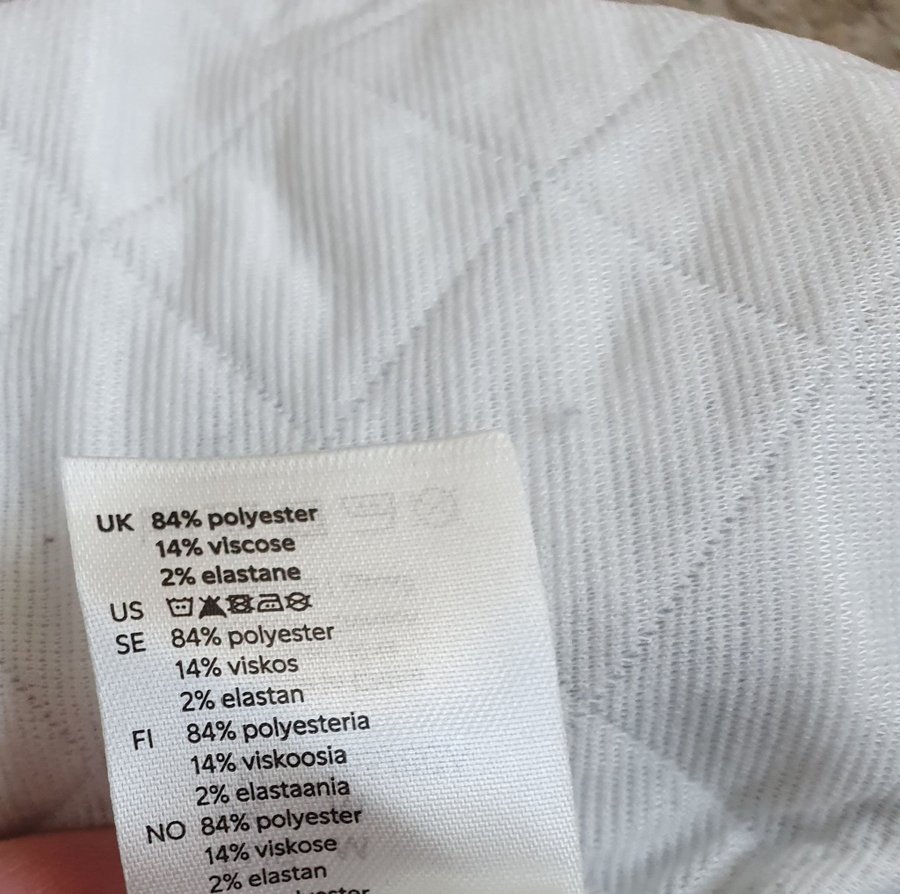 UK 84% polyester
14% viscose
2% elastane
US
SE 84% polyester
14% viskos
2% elastan
FI 84% polyesteria
14% viskoosia
2% elastaania
NO 84% polyester
14% viskose
2% elastan
polyester